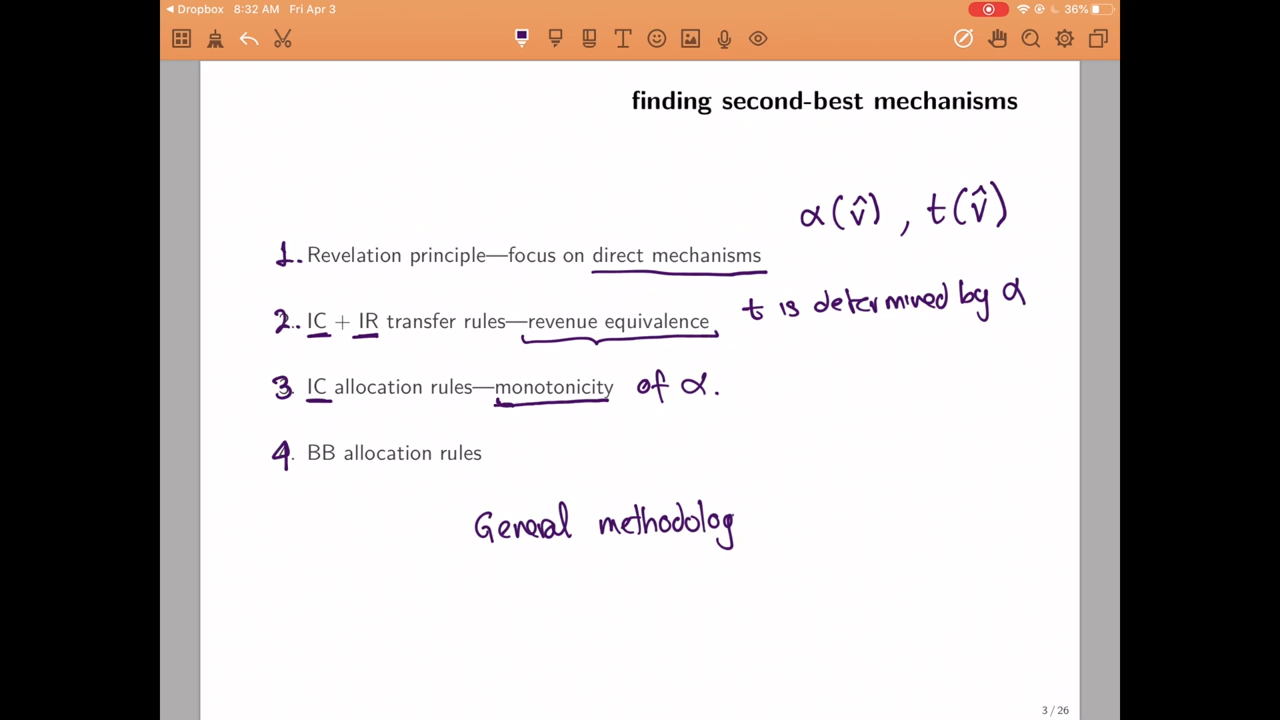 Dropbox 8:32 AM Fri Apr 3 36%
finding second-best mechanisms
α(v̂), t(v̂)
1. Revelation principle—focus on direct mechanisms
t is determined by α
2. IC + IR transfer rules—revenue equivalence
3. IC allocation rules—monotonicity of α.
4. BB allocation rules
General methodolog
3 / 26